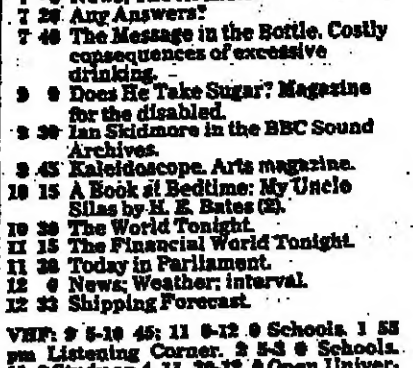 7 20 Any Answers?
7 40 The Message in the Bottle. Costly
consequences of excessive
drinking.
9 0 Does He Take Sugar? Magazine
for the disabled.
9 30 Ian Skidmore in the BBC Sound
Archives.
9 45 Kaleidoscope. Arts magazine.
10 15 A Book at Bedtime: My Uncle
Silas by H. E. Bates (2).
10 30 The World Tonight.
11 15 The Financial World Tonight.
11 30 Today in Parliament.
12 0 News; Weather; interval.
12 33 Shipping Forecast.
VHF: 9 5-10 45; 11 0-12 0 Schools. 1 55
pm Listening Corner. 2 5-3 0 Schools.
Open Univer-